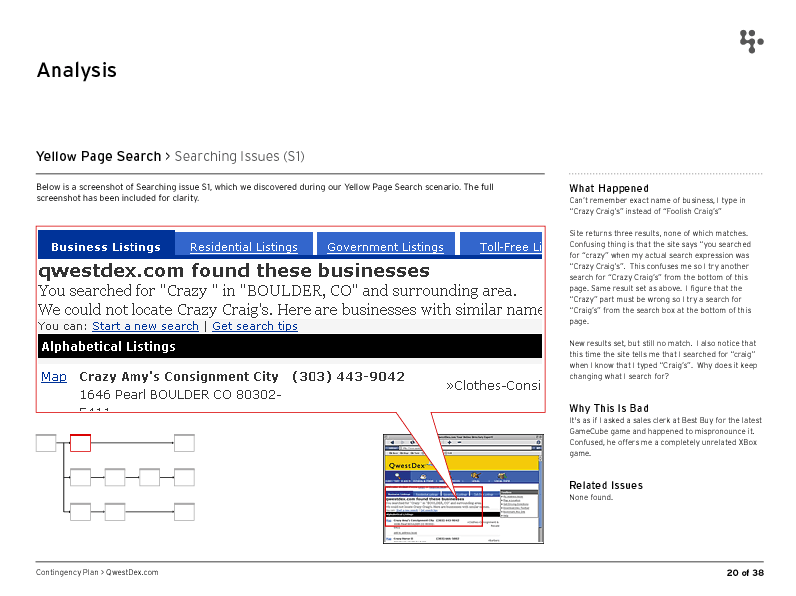 Analysis
Yellow Page Search > Searching Issues (S1)
Below is a screenshot of Searching issue S1, which we discovered during our Yellow Page Search scenario. The full
screenshot has been included for clarity.
Business Listings
Residential Listings
Government Listings
Toll-Free Li
qwestdex.com found these businesses
You searched for "Crazy " in "BOULDER, CO" and surrounding area.
We could not locate Crazy Craig's. Here are businesses with similar name
You can: Start a new search | Get search tips
Alphabetical Listings
Map Crazy Amy's Consignment City (303) 443-9042
»Clothes-Consi
1646 Pearl BOULDER CO 80302-
5411
QwestDex
What Happened
Can't remember exact name of business, I type in
"Crazy Craig's" instead of "Foolish Craig's"
Site returns three results, none of which matches.
Confusing thing is that the site says "you searched
for "crazy" when my actual search expression was
"Crazy Craig's". This confuses me so I try another
search for "Crazy Craig's" from the bottom of this
page. Same result set as above. I figure that the
"Crazy" part must be wrong so I try a search for
"Craig's" from the search box at the bottom of this
page.
New results set, but still no match. I also notice that
this time the site tells me that I searched for "craig"
when I know that I typed "Craig's". Why does it keep
changing what I search for?
Why This Is Bad
It's as if I asked a sales clerk at Best Buy for the latest
GameCube game and happened to mispronounce it.
Confused, he offers me a completely unrelated XBox
game.
Related Issues
None found.
Contingency Plan > QwestDex.com
20 of 38